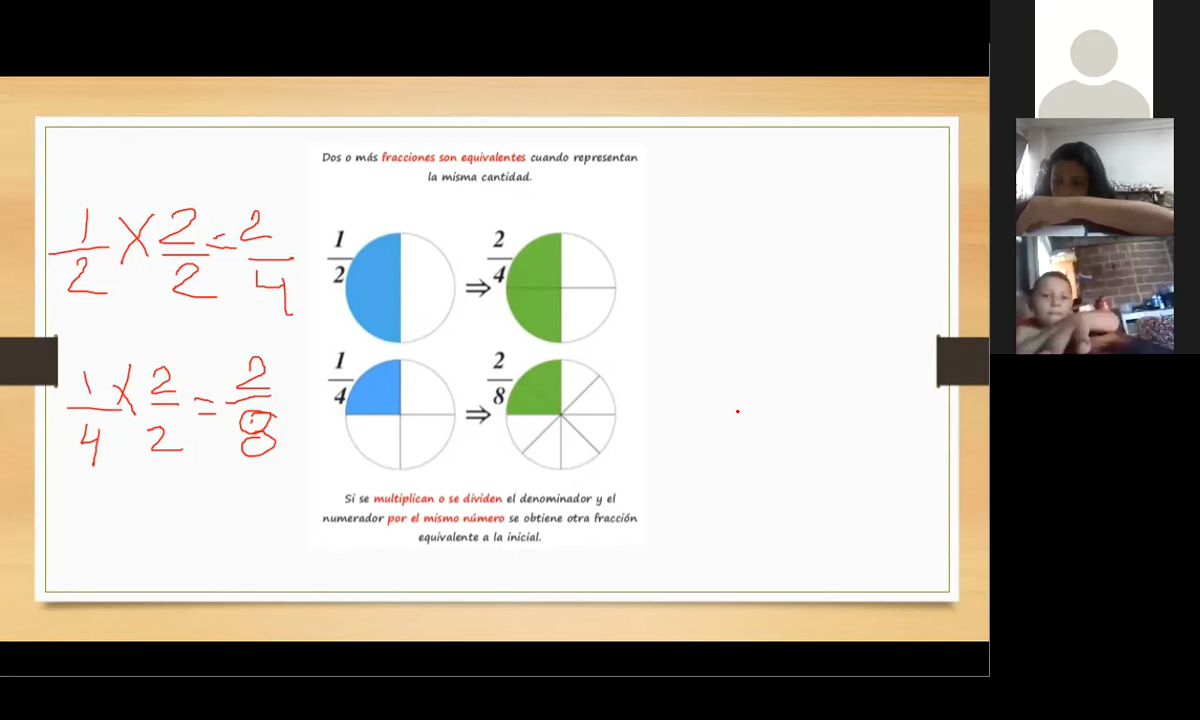 Dos o más fracciones son equivalentes cuando representan
la misma cantidad.
1/2 X 2/2 = 2/4
1/2 ⇒ 2/4
1/4 X 2/2 = 2/8
1/4 ⇒ 2/8
Si se multiplican o se dividen el denominador y el
numerador por el mismo número se obtiene otra fracción
equivalente a la inicial.